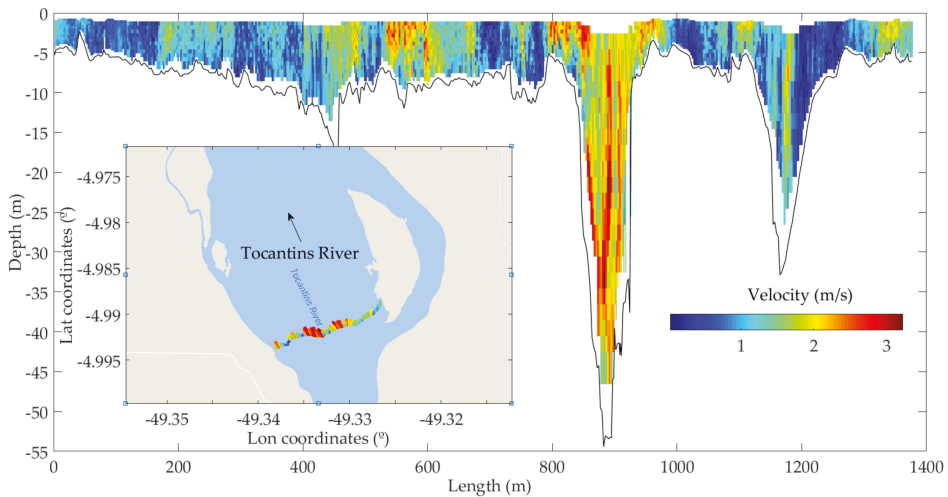 0
-5
-10
-15
-20
-25
-30
-35
-40
-45
-50
-55
Depth (m)
0 200 400 600 800 1000 1200 1400
Length (m)
-4.975
-4.98
-4.985
-4.99
-4.995
Lat coordinates (º)
-49.35 -49.34 -49.33 -49.32
Lon coordinates (º)
Tocantins River
Tocantins River
Velocity (m/s)
1 2 3